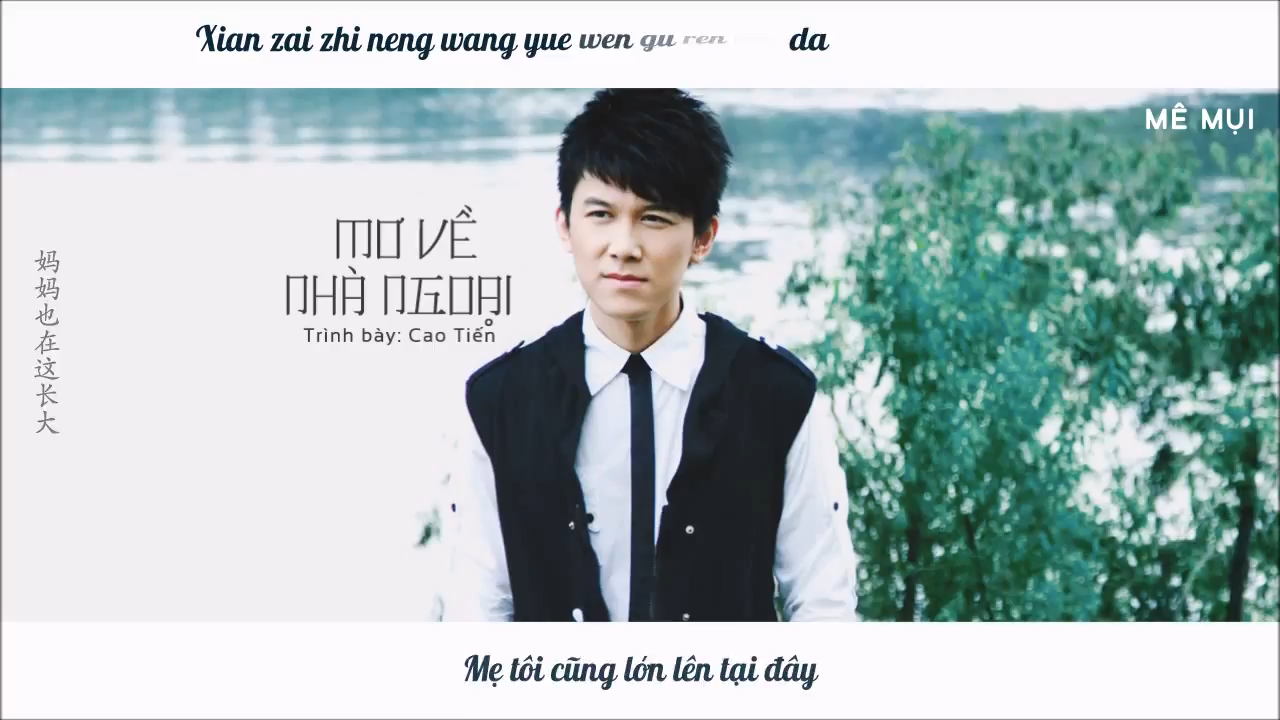 Xian zai zhi neng wang yue wen gu ren da
MÊ MỤI
MƠ VỀ
NHÀ NGOẠI
Trình bày: Cao Tiến
妈妈也在这长大
Mẹ tôi cũng lớn lên tại đây